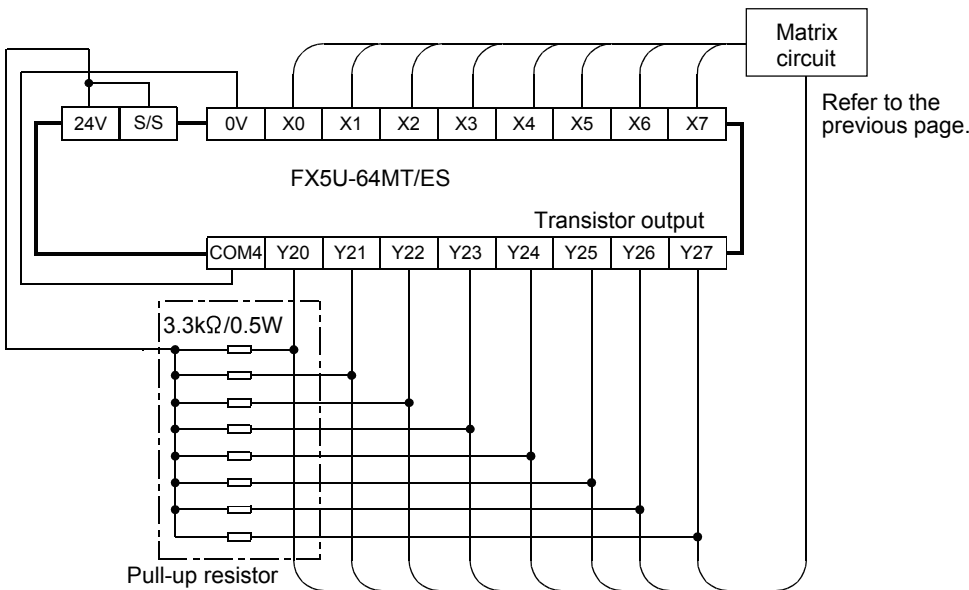 Matrix
circuit
Refer to the
previous page.
24V S/S 0V X0 X1 X2 X3 X4 X5 X6 X7
FX5U-64MT/ES
Transistor output
COM4 Y20 Y21 Y22 Y23 Y24 Y25 Y26 Y27
3.3kΩ/0.5W
Pull-up resistor